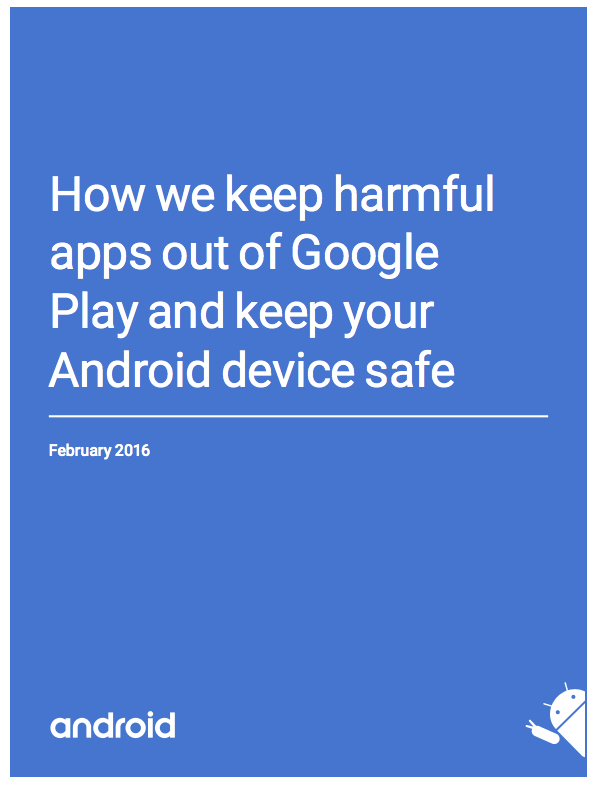 How we keep harmful
apps out of Google
Play and keep your
Android device safe
February 2016
android